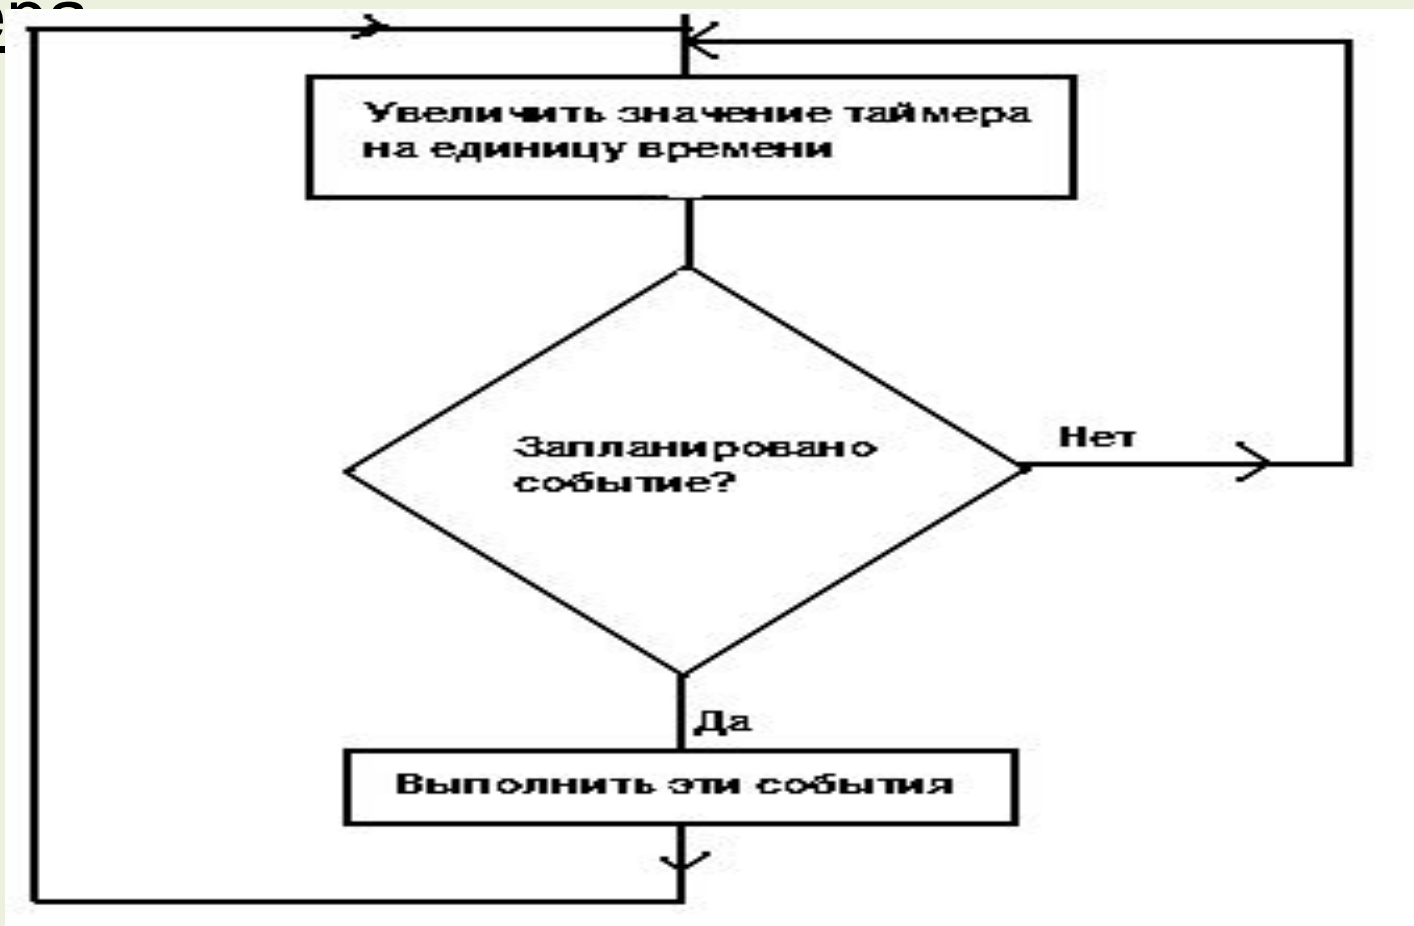 Увеличить значение таймера
на единицу времени
Запланировано
событие?
Нет
Да
Выполнить эти события